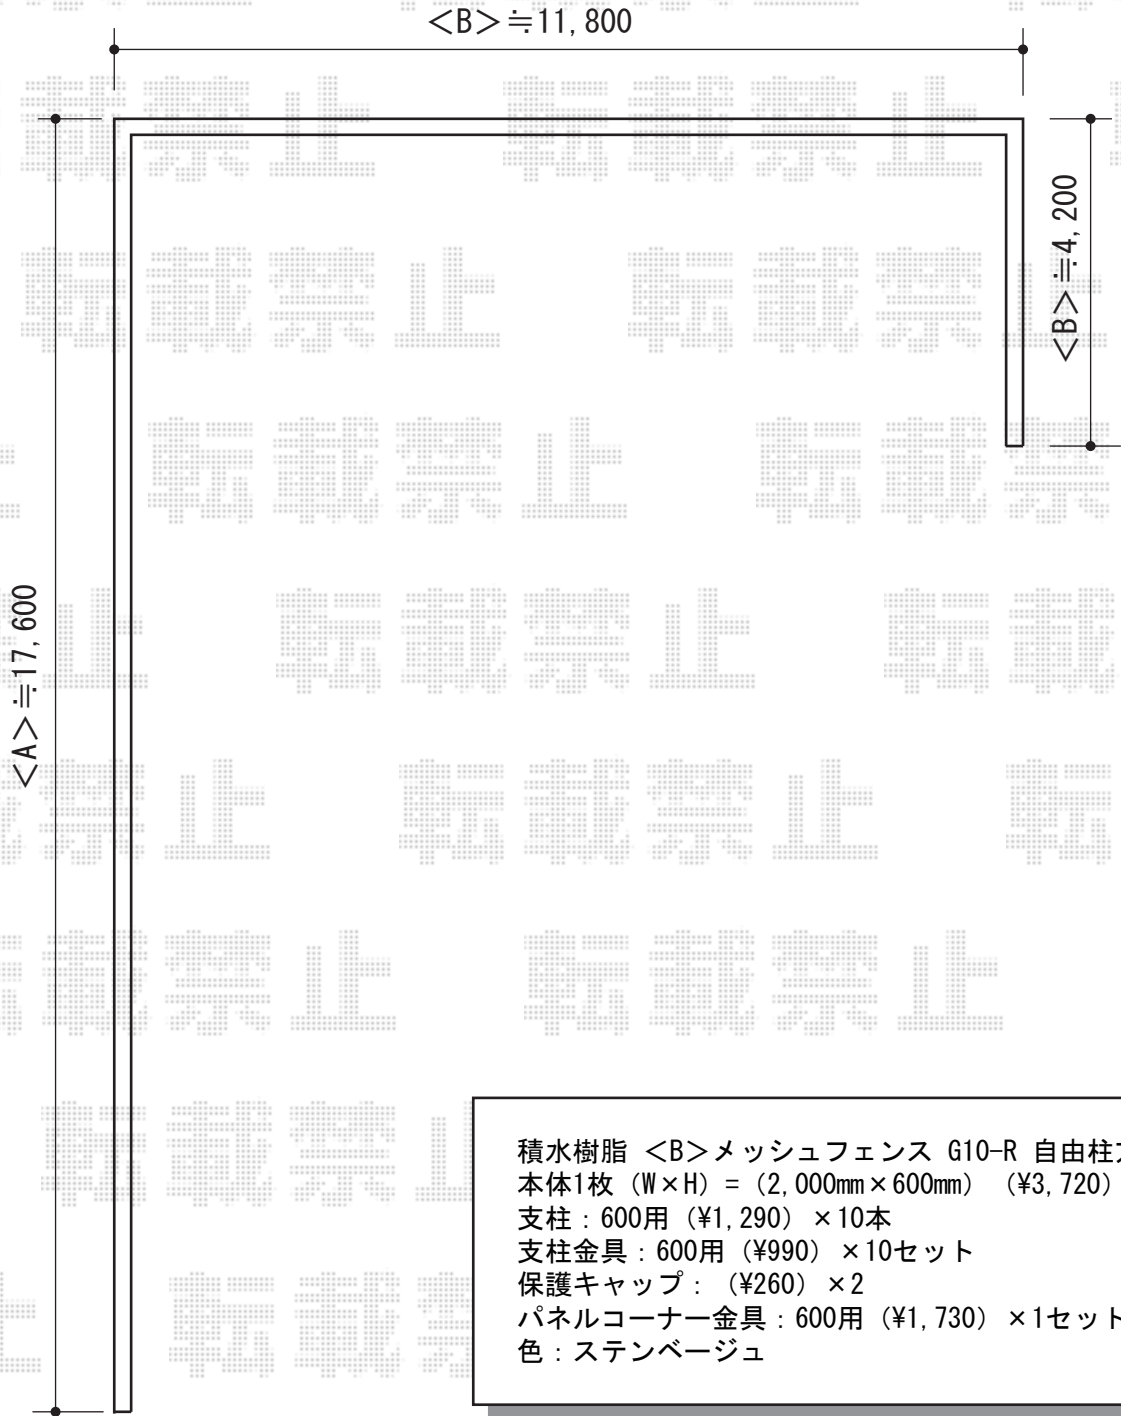 <B>≒11,800
<B>≒4,200
<A>≒17,600
転載禁止
積水樹脂 <B>メッシュフェンス G10-R 自由柱
本体1枚 (W×H) = (2,000mm×600mm) (¥3,720)
支柱：600用 (¥1,290) ×10本
支柱金具：600用 (¥990) ×10セット
保護キャップ： (¥260) ×2
パネルコーナー金具：600用 (¥1,730) ×1セット
色：ステンベージュ